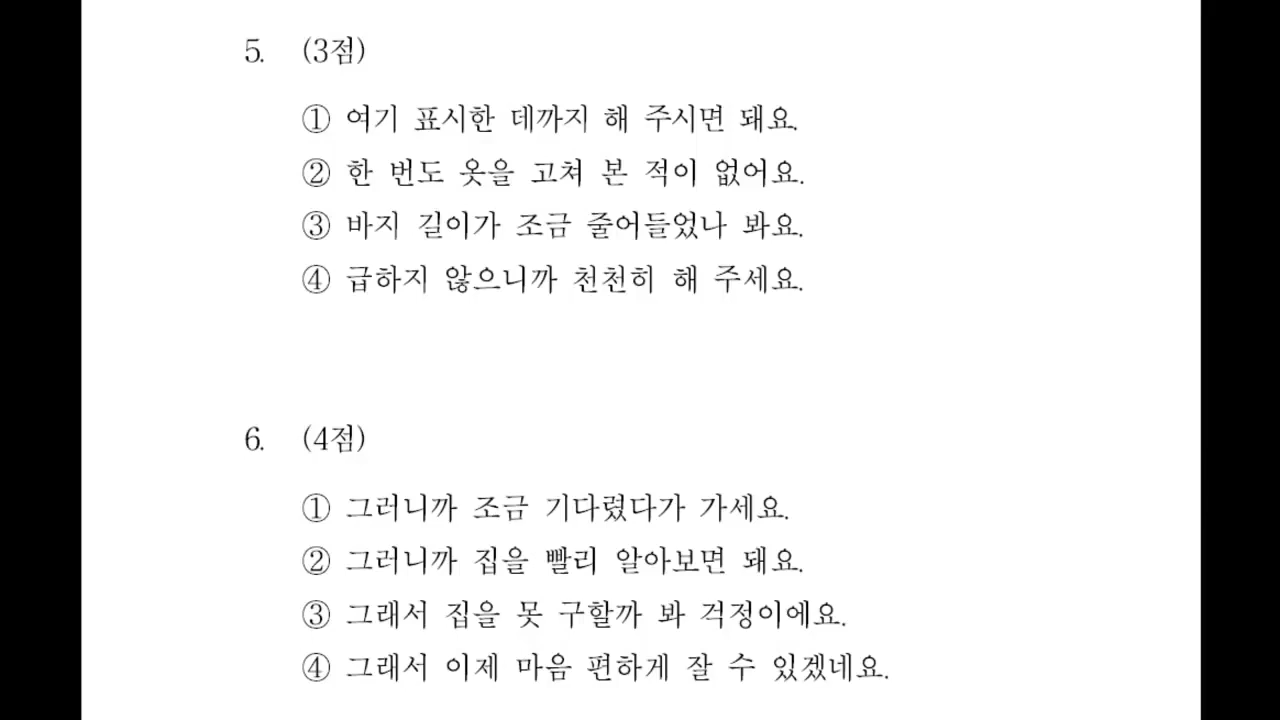 5. (3점)
① 여기 표시한 데까지 해 주시면 돼요.
② 한 번도 옷을 고쳐 본 적이 없어요.
③ 바지 길이가 조금 줄어들었나 봐요.
④ 급하지 않으니까 천천히 해 주세요.
6. (4점)
① 그러니까 조금 기다렸다가 가세요.
② 그러니까 집을 빨리 알아보면 돼요.
③ 그래서 집을 못 구할까 봐 걱정이에요.
④ 그래서 이제 마음 편하게 잘 수 있겠네요.